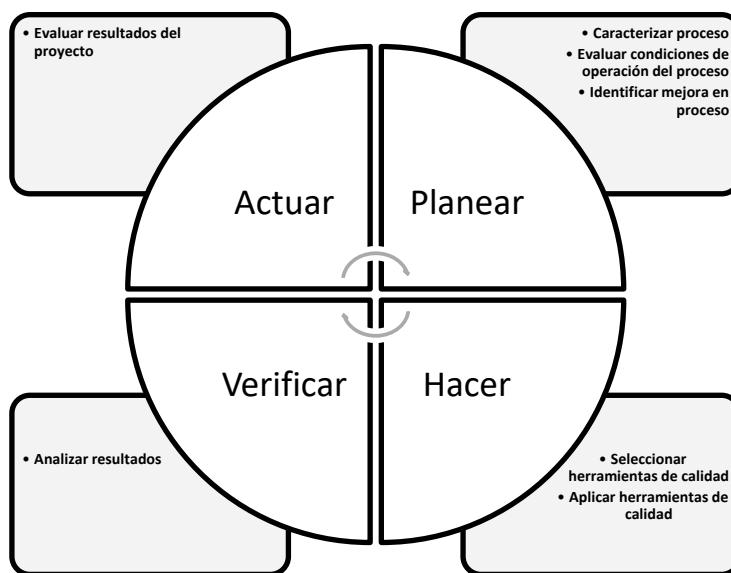 • Evaluar resultados del
proyecto
• Caracterizar proceso
• Evaluar condiciones de
operación del proceso
• Identificar mejora en
proceso
Actuar
Planear
Verificar
Hacer
• Analizar resultados
• Seleccionar
herramientas de calidad
• Aplicar herramientas de
calidad